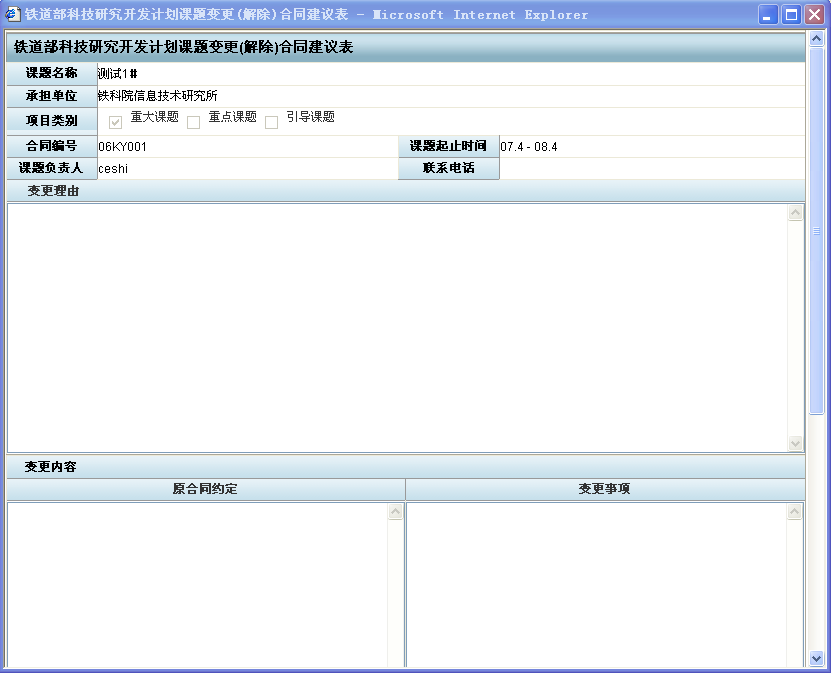 铁道部科技研究开发计划课题变更(解除)合同建议表 - Microsoft Internet Explorer
铁道部科技研究开发计划课题变更(解除)合同建议表
课题名称 测试1#
承担单位 铁科院信息技术研究所
项目类别 重大课题 重点课题 引导课题
合同编号 06KY001 课题起止时间 07.4 - 08.4
课题负责人 ceshi 联系电话
变更理由
变更内容
原合同约定 变更事项